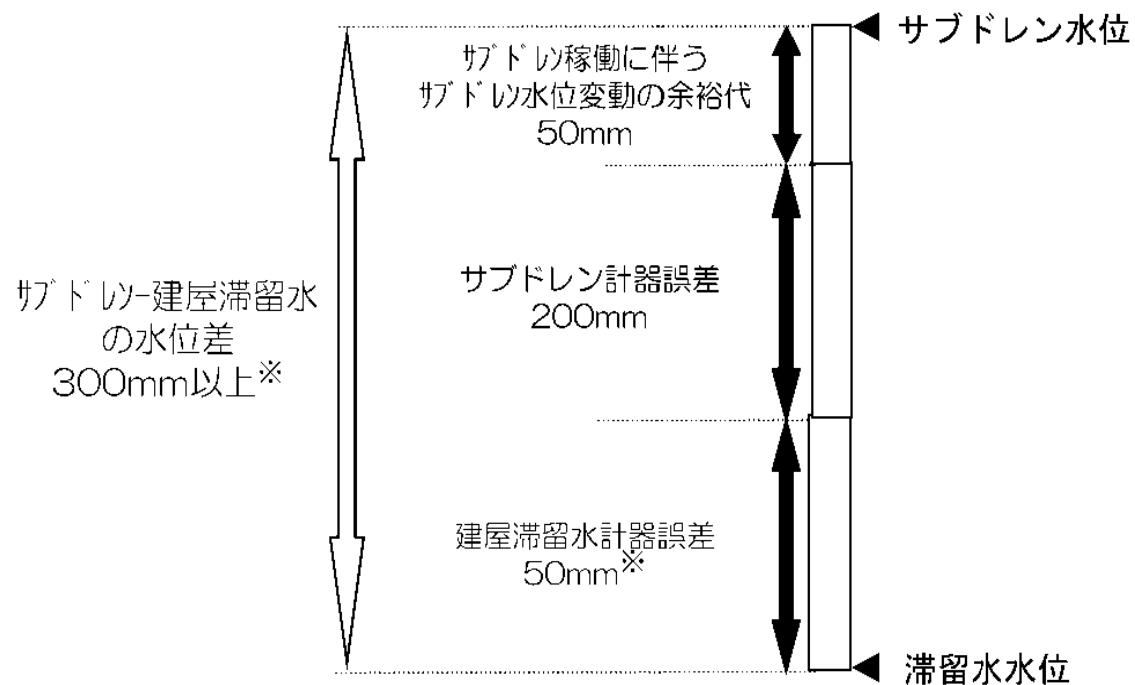 サブドレン水位
ｻﾌﾞﾄﾞﾚﾝ稼働に伴う
ｻﾌﾞﾄﾞﾚﾝ水位変動の余裕代
50mm
サブドレン計器誤差
200mm
ｻﾌﾞﾄﾞﾚﾝｰ建屋滞留水
の水位差
300mm以上※
建屋滞留水計器誤差
50mm※
滞留水水位